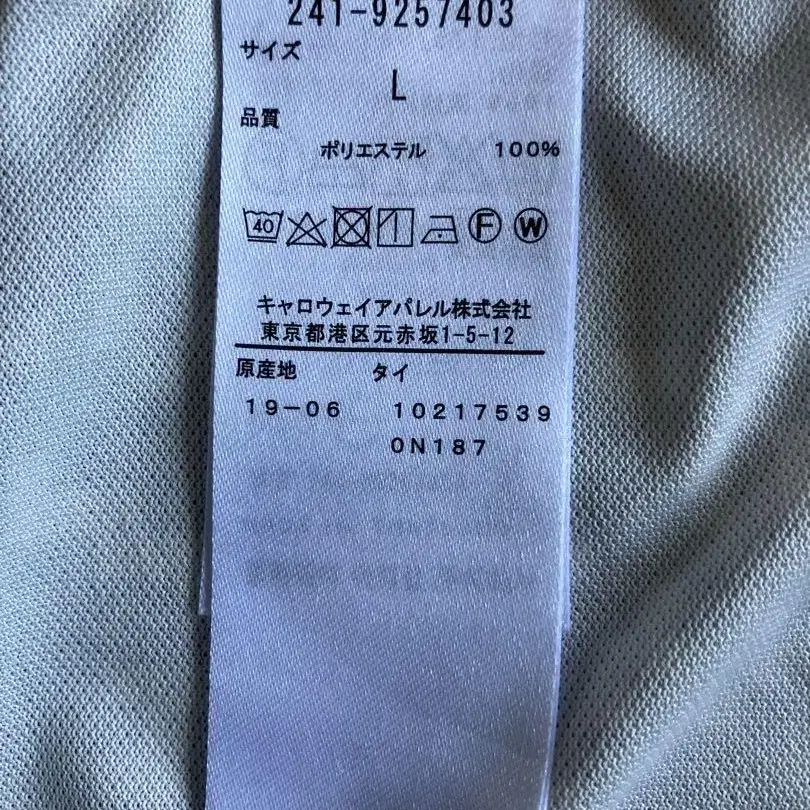 241-9257403
サイズ
L
品質
ポリエステル 100%
40 F W
キャロウェイアパレル株式会社
東京都港区元赤坂1-5-12
原産地 タイ
19-06 10217539
0N187